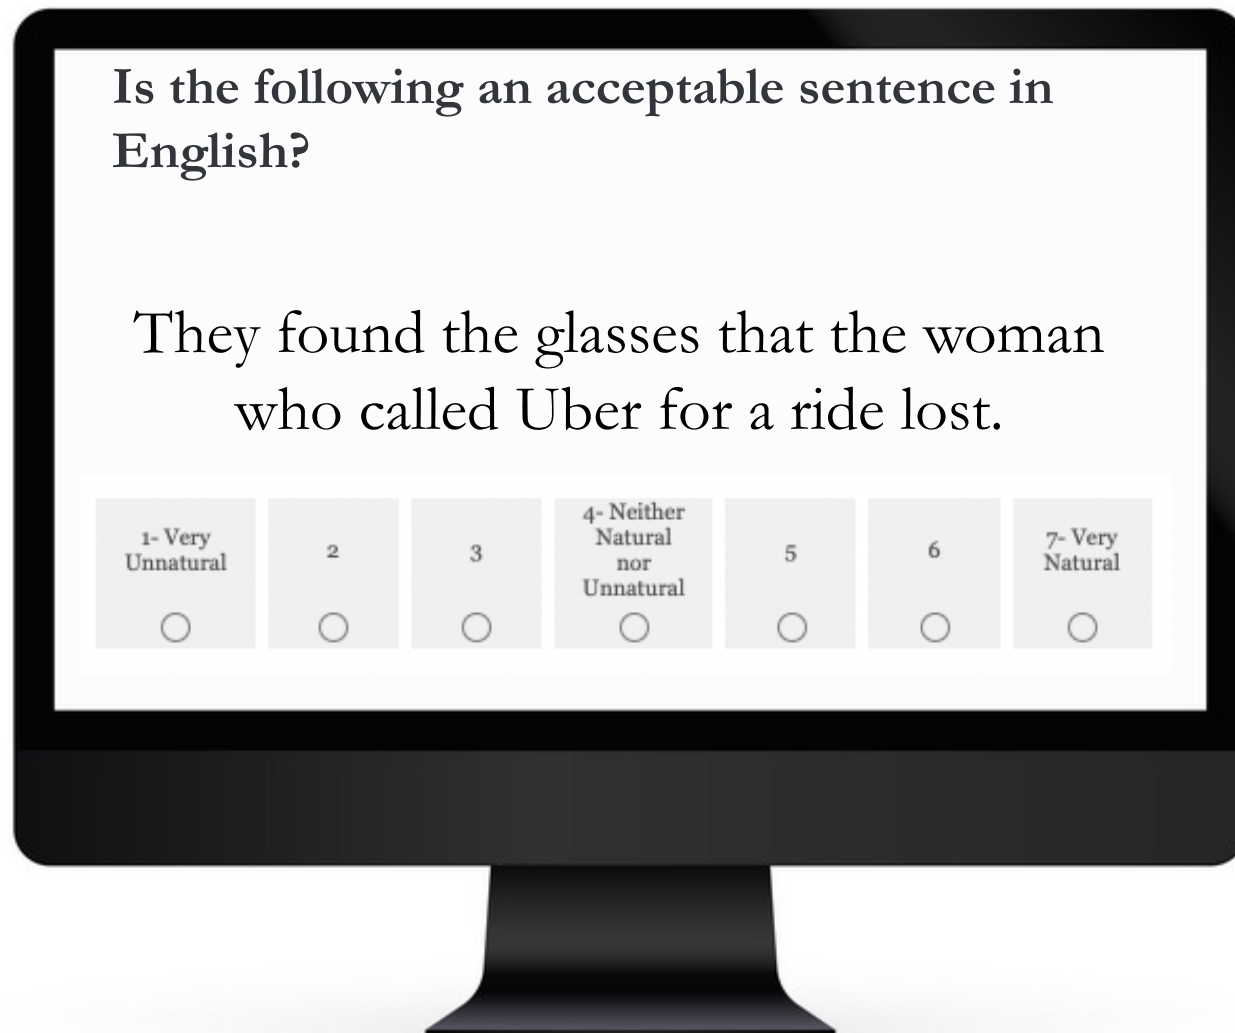 Is the following an acceptable sentence in
English?
They found the glasses that the woman
who called Uber for a ride lost.
1- Very
Unnatural
2
3
4- Neither
Natural
nor
Unnatural
5
6
7- Very
Natural